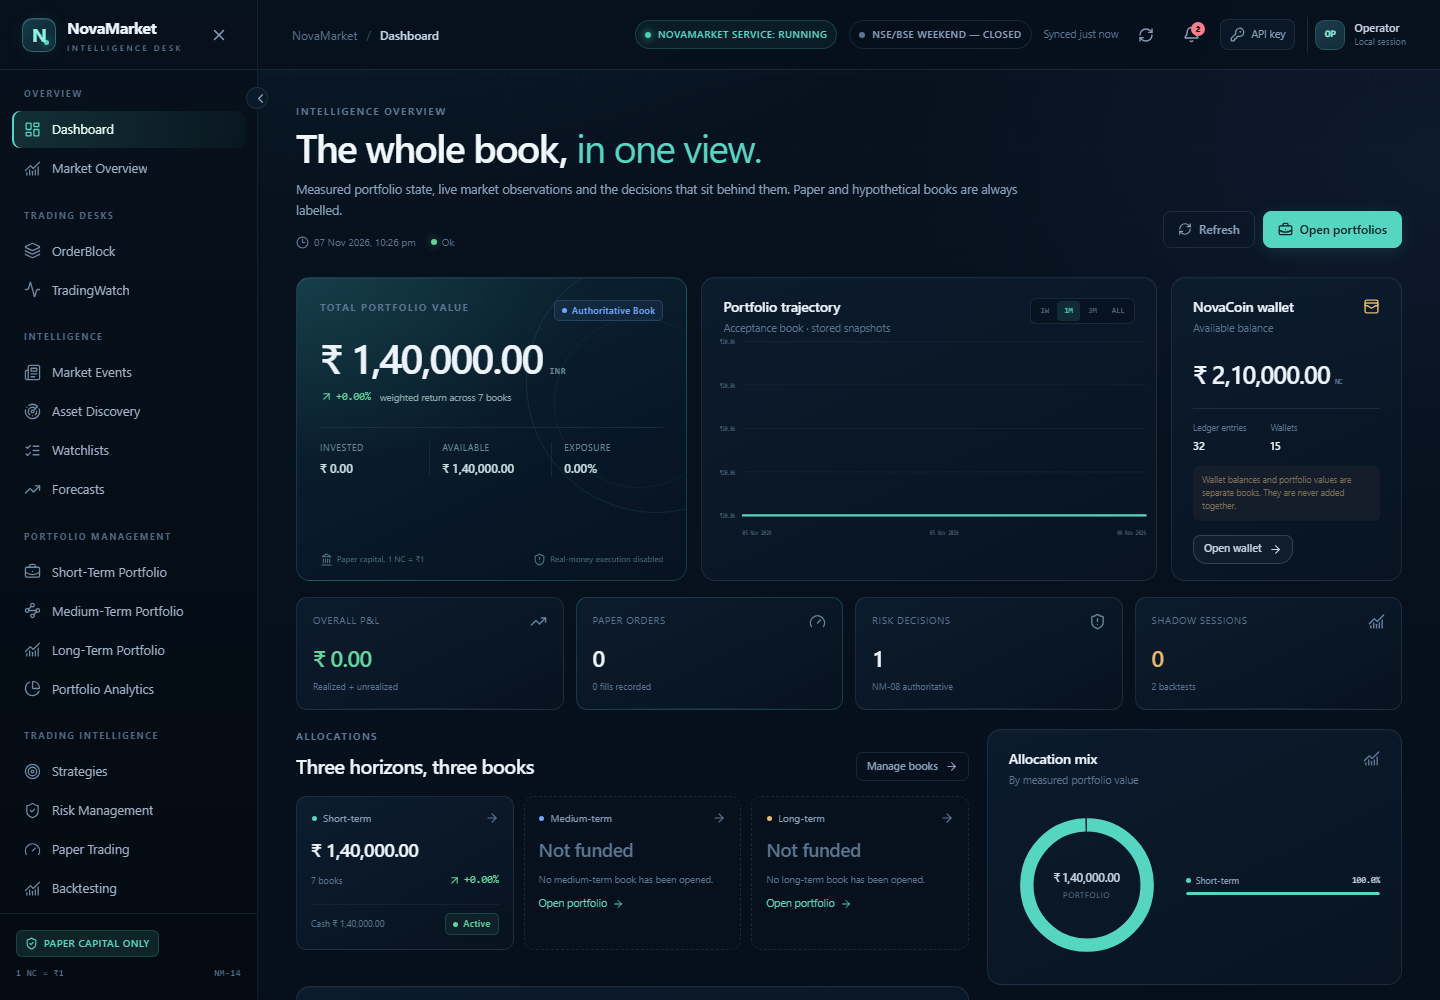 NovaMarket
INTELLIGENCE DESK
NovaMarket / Dashboard
NOVAMARKET SERVICE: RUNNING
NSE/BSE WEEKEND — CLOSED
Synced just now
2
API key
OP
Operator
Local session
OVERVIEW
Dashboard
Market Overview
TRADING DESKS
OrderBlock
TradingWatch
INTELLIGENCE
Market Events
Asset Discovery
Watchlists
Forecasts
PORTFOLIO MANAGEMENT
Short-Term Portfolio
Medium-Term Portfolio
Long-Term Portfolio
Portfolio Analytics
TRADING INTELLIGENCE
Strategies
Risk Management
Paper Trading
Backtesting
PAPER CAPITAL ONLY
1 NC = ₹1
NM-14
INTELLIGENCE OVERVIEW
The whole book, in one view.
Measured portfolio state, live market observations and the decisions that sit behind them. Paper and hypothetical books are always
labelled.
07 Nov 2026, 10:26 pm
Ok
Refresh
Open portfolios
TOTAL PORTFOLIO VALUE
Authoritative Book
₹ 1,40,000.00 INR
+0.00% weighted return across 7 books
INVESTED
₹ 0.00
AVAILABLE
₹ 1,40,000.00
EXPOSURE
0.00%
Paper capital, 1 NC = ₹1
Real-money execution disabled
Portfolio trajectory
Acceptance book · stored snapshots
1W
1M
3M
ALL
05 Nov 2026
05 Nov 2026
06 Nov 2026
NovaCoin wallet
Available balance
₹ 2,10,000.00 NC
Ledger entries
32
Wallets
15
Wallet balances and portfolio values are
separate books. They are never added
together.
Open wallet
OVERALL P&L
₹ 0.00
Realized + unrealized
PAPER ORDERS
0
0 fills recorded
RISK DECISIONS
1
NM-08 authoritative
SHADOW SESSIONS
0
2 backtests
ALLOCATIONS
Three horizons, three books
Manage books
Short-term
₹ 1,40,000.00
7 books
+0.00%
Cash ₹ 1,40,000.00
Active
Medium-term
Not funded
No medium-term book has been opened.
Open portfolio
Long-term
Not funded
No long-term book has been opened.
Open portfolio
Allocation mix
By measured portfolio value
₹ 1,40,000.00
PORTFOLIO
Short-term
100.0%